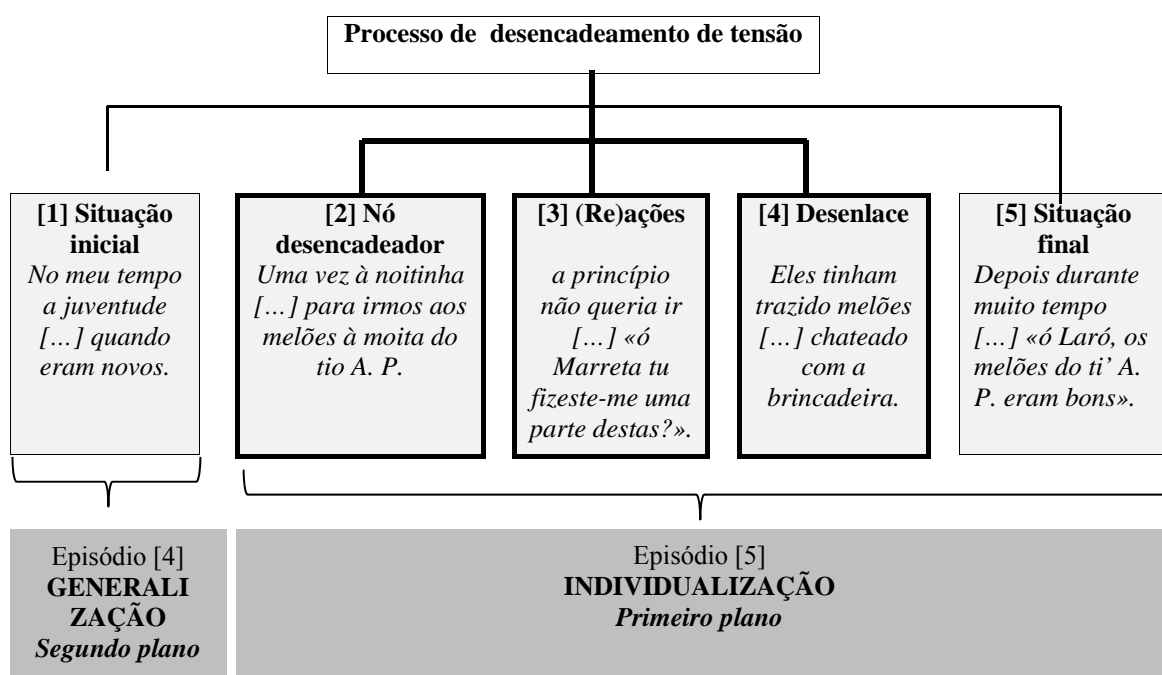 Processo de desencadeamento de tensão
[1] Situação
inicial
No meu tempo
a juventude
[…] quando
eram novos.
[2] Nó
desencadeador
Uma vez à noitinha
[…] para irmos aos
melões à moita do
tio A. P.
[3] (Re)ações
a princípio
não queria ir
[…] «ó
Marreta tu
fizeste-me uma
parte destas?».
[4] Desenlace
Eles tinham
trazido melões
[…] chateado
com a
brincadeira.
[5] Situação
final
Depois durante
muito tempo
[…] «ó Laró, os
melões do ti’ A.
P. eram bons».
Episódio [4]
GENERALI
ZAÇÃO
Segundo plano
Episódio [5]
INDIVIDUALIZAÇÃO
Primeiro plano